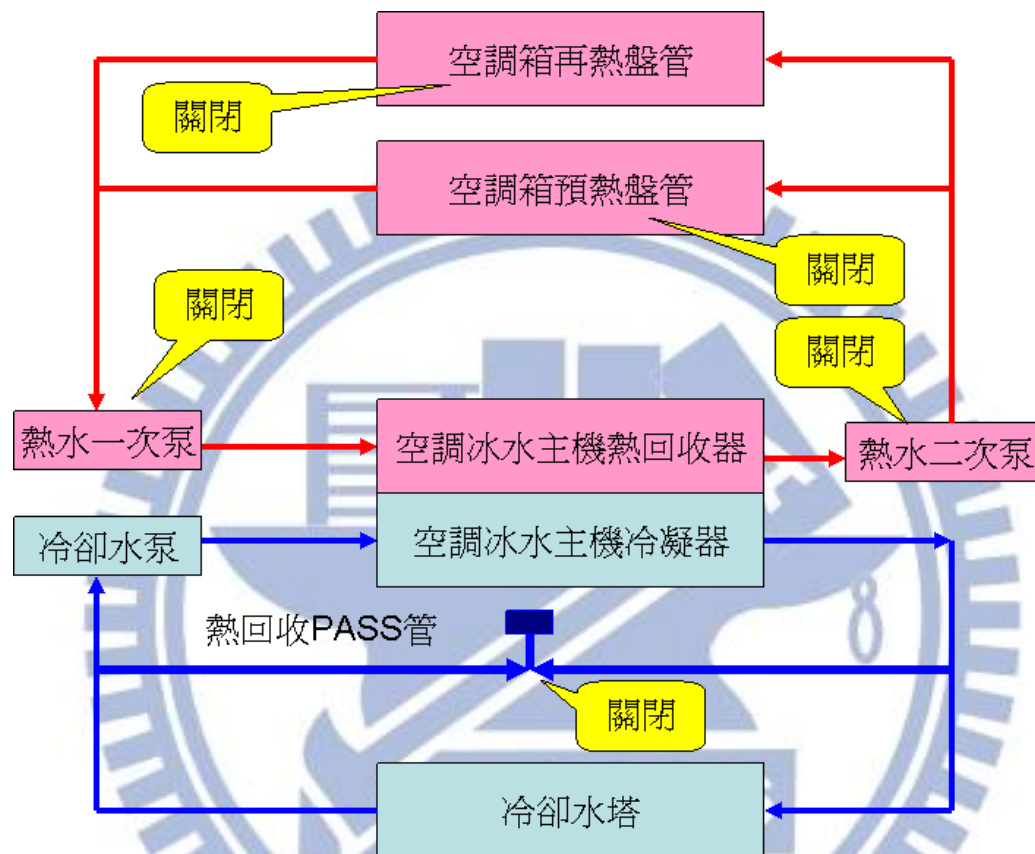 空調箱再熱盤管
關閉
空調箱預熱盤管
關閉
關閉
關閉
熱水一次泵
空調冰水主機熱回收器
熱水二次泵
冷卻水泵
空調冰水主機冷凝器
熱回收PASS管
關閉
冷卻水塔